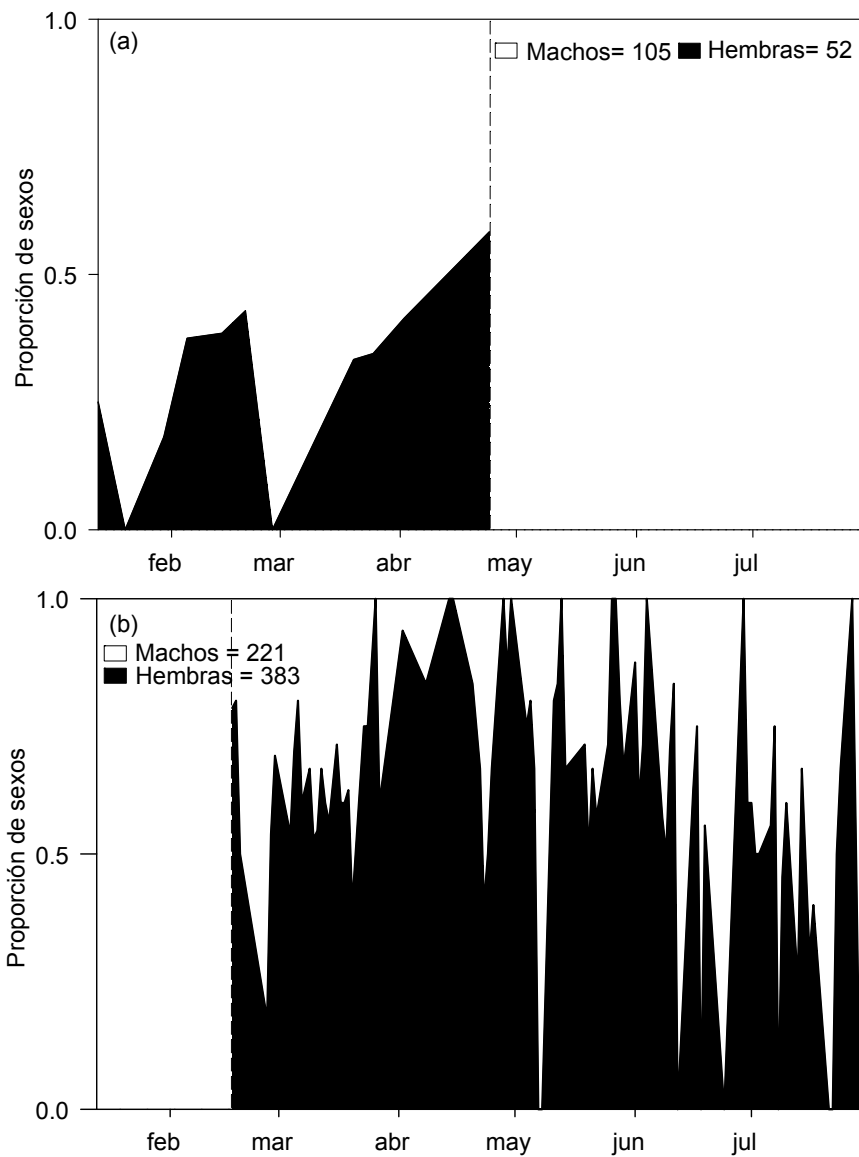 1.0
(a)
Machos= 105 Hembras= 52
Proporción de sexos
0.5
0.0
feb mar abr may jun jul
1.0
(b)
Machos = 221
Hembras = 383
Proporción de sexos
0.5
0.0
feb mar abr may jun jul